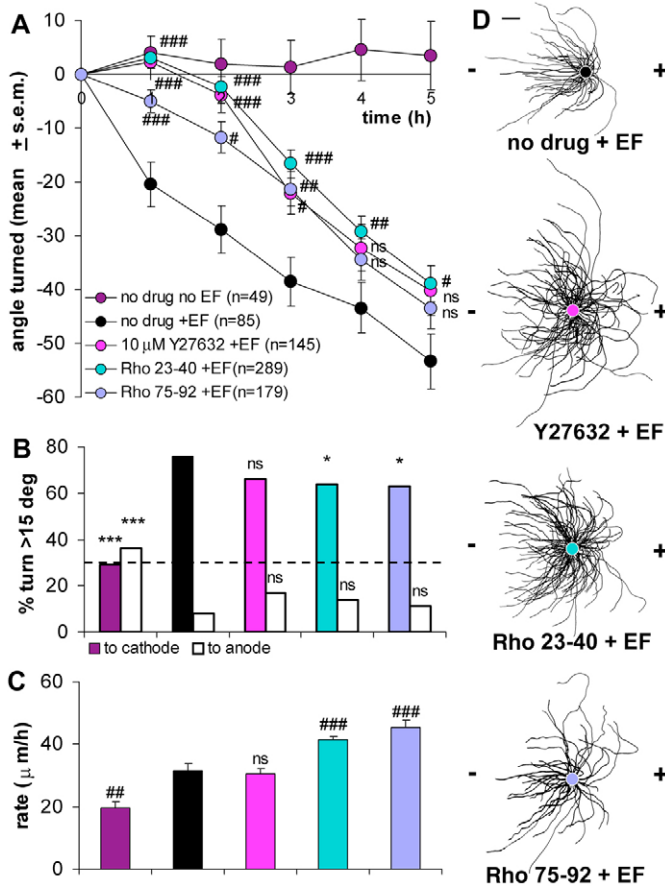 A
10
0
-10
-20
-30
-40
-50
-60
angle turned (mean ± s.e.m.)
0
3
5
time (h)
###
###
###
###
###
#
###
##
#
##
ns
ns
#
ns
ns
no drug no EF (n=49)
no drug +EF (n=85)
10 μM Y27632 +EF (n=145)
Rho 23-40 +EF(n=289)
Rho 75-92 +EF(n=179)
B
80
60
40
20
0
% turn >15 deg
***
***
ns
ns
*
ns
*
ns
to cathode
to anode
C
60
40
20
0
rate (μ m/h)
##
ns
###
###
D
- +
no drug + EF
- +
Y27632 + EF
- +
Rho 23-40 + EF
- +
Rho 75-92 + EF